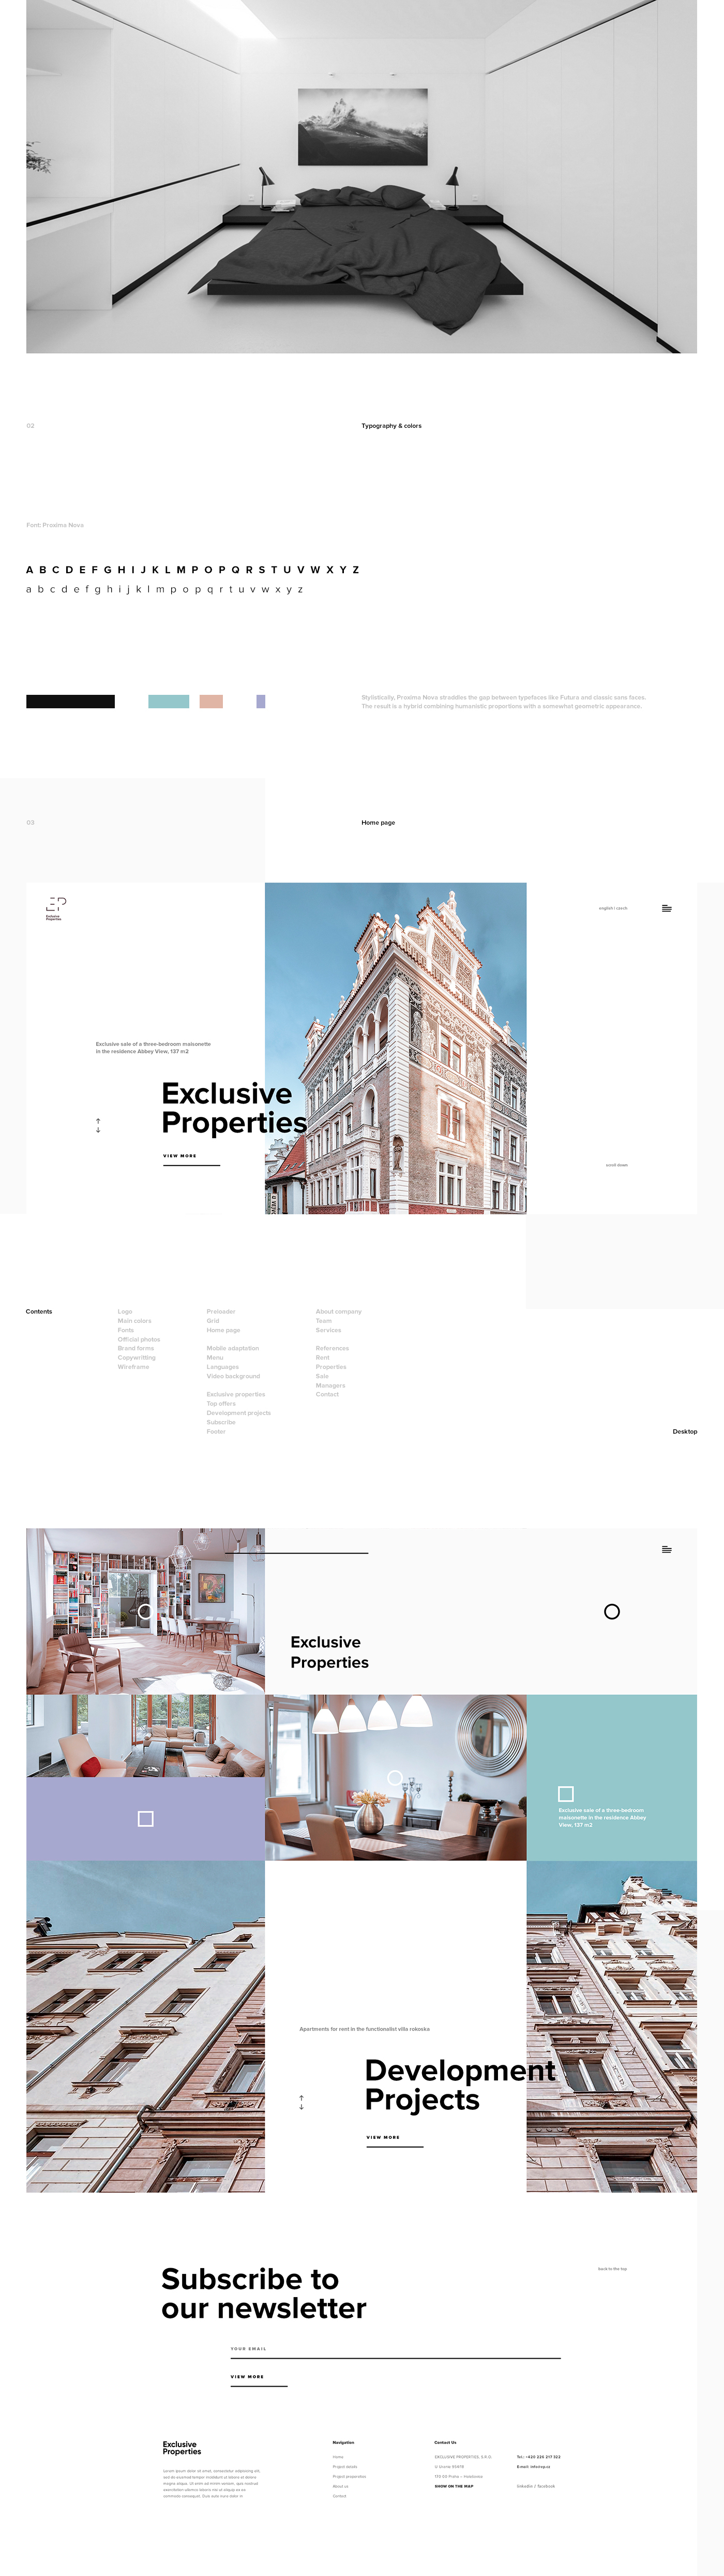 02
Typography & colors
Font: Proxima Nova
A B C D E F G H I J K L M P O P Q R S T U V W X Y Z
a b c d e f g h i j k l m p o p q r t u v w x y z
Stylistically, Proxima Nova straddles the gap between typefaces like Futura and classic sans faces.
The result is a hybrid combining humanistic proportions with a somewhat geometric appearance.
03
Home page
EP
Exclusive
Properties
english / czech
Exclusive sale of a three-bedroom maisonette
in the residence Abbey View, 137 m2
Exclusive
Properties
VIEW MORE
scroll down
Contents
Logo
Main colors
Fonts
Official photos
Brand forms
Copywritting
Wireframe
Preloader
Grid
Home page
Mobile adaptation
Menu
Languages
Video background
Exclusive properties
Top offers
Development projects
Subscribe
Footer
About company
Team
Services
References
Rent
Properties
Sale
Managers
Contact
Desktop
Exclusive
Properties
Exclusive sale of a three-bedroom
maisonette in the residence Abbey
View, 137 m2
Apartments for rent in the functionalist villa rokoska
Development
Projects
VIEW MORE
Subscribe to
our newsletter
back to the top
YOUR EMAIL
VIEW MORE
Exclusive
Properties
Navigation
Home
Project details
Project preparation
About us
Contact
Contact Us
EXCLUSIVE PROPERTIES, S.R.O.
SHOW ON THE MAP
Tel.: +420 226 217 322
linkedin / facebook